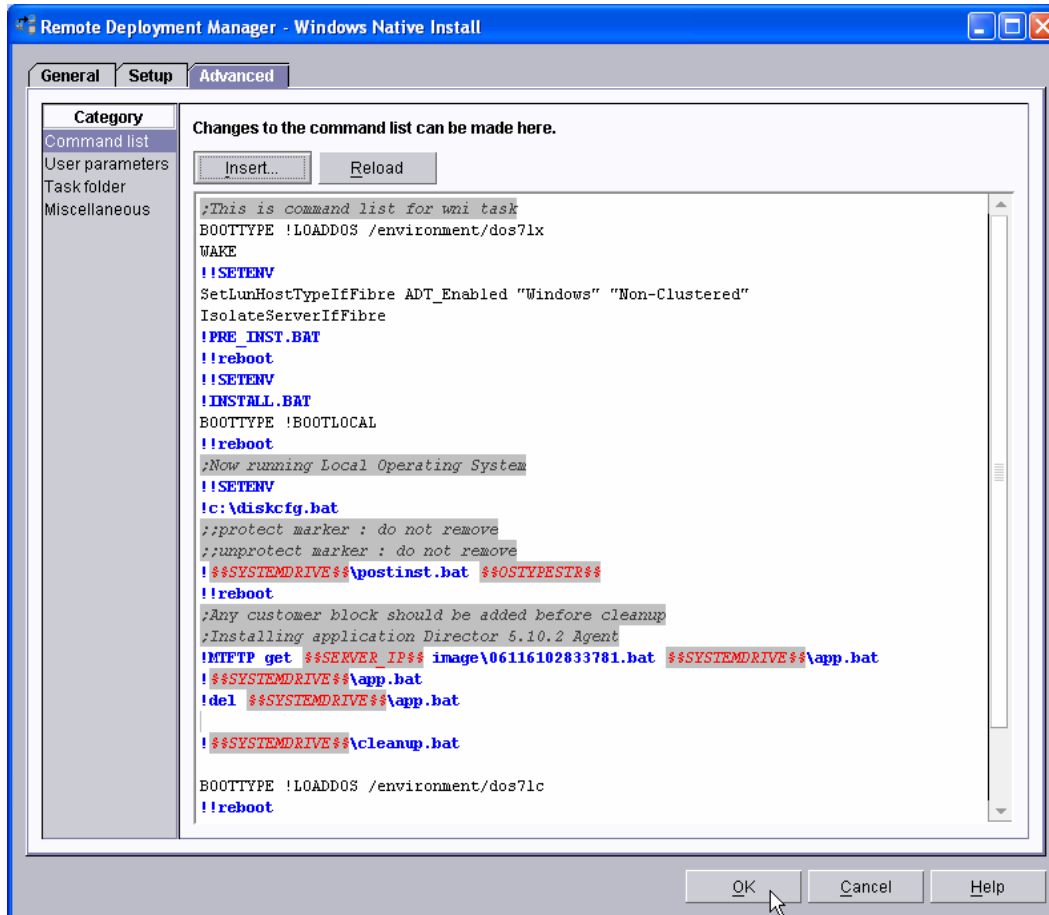 Remote Deployment Manager - Windows Native Install
General Setup Advanced
Category
Command list
User parameters
Task folder
Miscellaneous
Changes to the command list can be made here.
Insert... Reload
;This is command list for wni task
BOOTTYPE !LOADDOS /environment/dos71x
WAKE
!!SETENV
SetLunHostTypeIfFibre ADT_Enabled "Windows" "Non-Clustered"
IsolateServerIfFibre
!PRE_INST.BAT
!!reboot
!!SETENV
!INSTALL.BAT
BOOTTYPE !BOOTLOCAL
!!reboot
;Now running Local Operating System
!!SETENV
!c:\diskcfg.bat
;;protect marker : do not remove
;;unprotect marker : do not remove
!$$SYSTEMDRIVE$$\postinst.bat $$OSTYPESTR$$
!!reboot
;Any customer block should be added before cleanup
;Installing application Director 5.10.2 Agent
!MTFTP get $$SERVER_IP$$ image\06116102833781.bat $$SYSTEMDRIVE$$\app.bat
!$$SYSTEMDRIVE$$\app.bat
!del $$SYSTEMDRIVE$$\app.bat
!$$SYSTEMDRIVE$$\cleanup.bat
BOOTTYPE !LOADDOS /environment/dos71c
!!reboot
OK Cancel Help